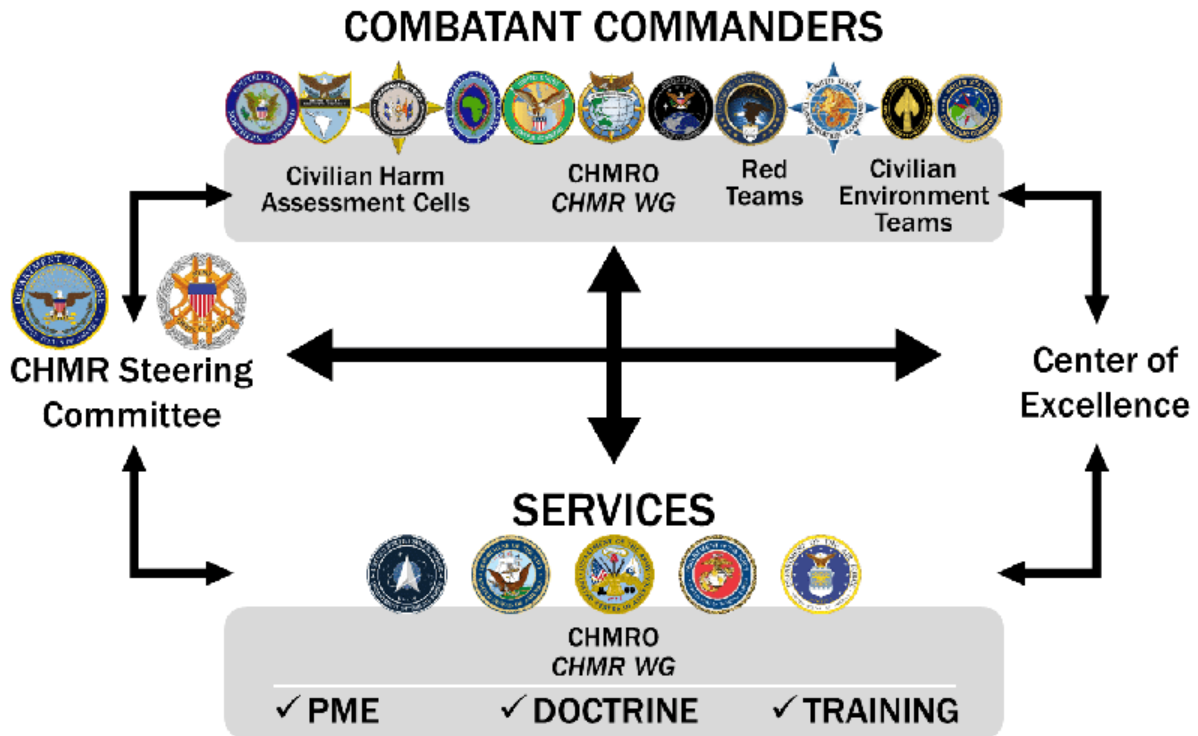 COMBATANT COMMANDERS
Civilian Harm
Assessment Cells
CHMRO
CHMR WG
Red
Teams
Civilian
Environment
Teams
CHMR Steering
Committee
Center of
Excellence
SERVICES
CHMRO
CHMR WG
✓ PME
✓ DOCTRINE
✓ TRAINING